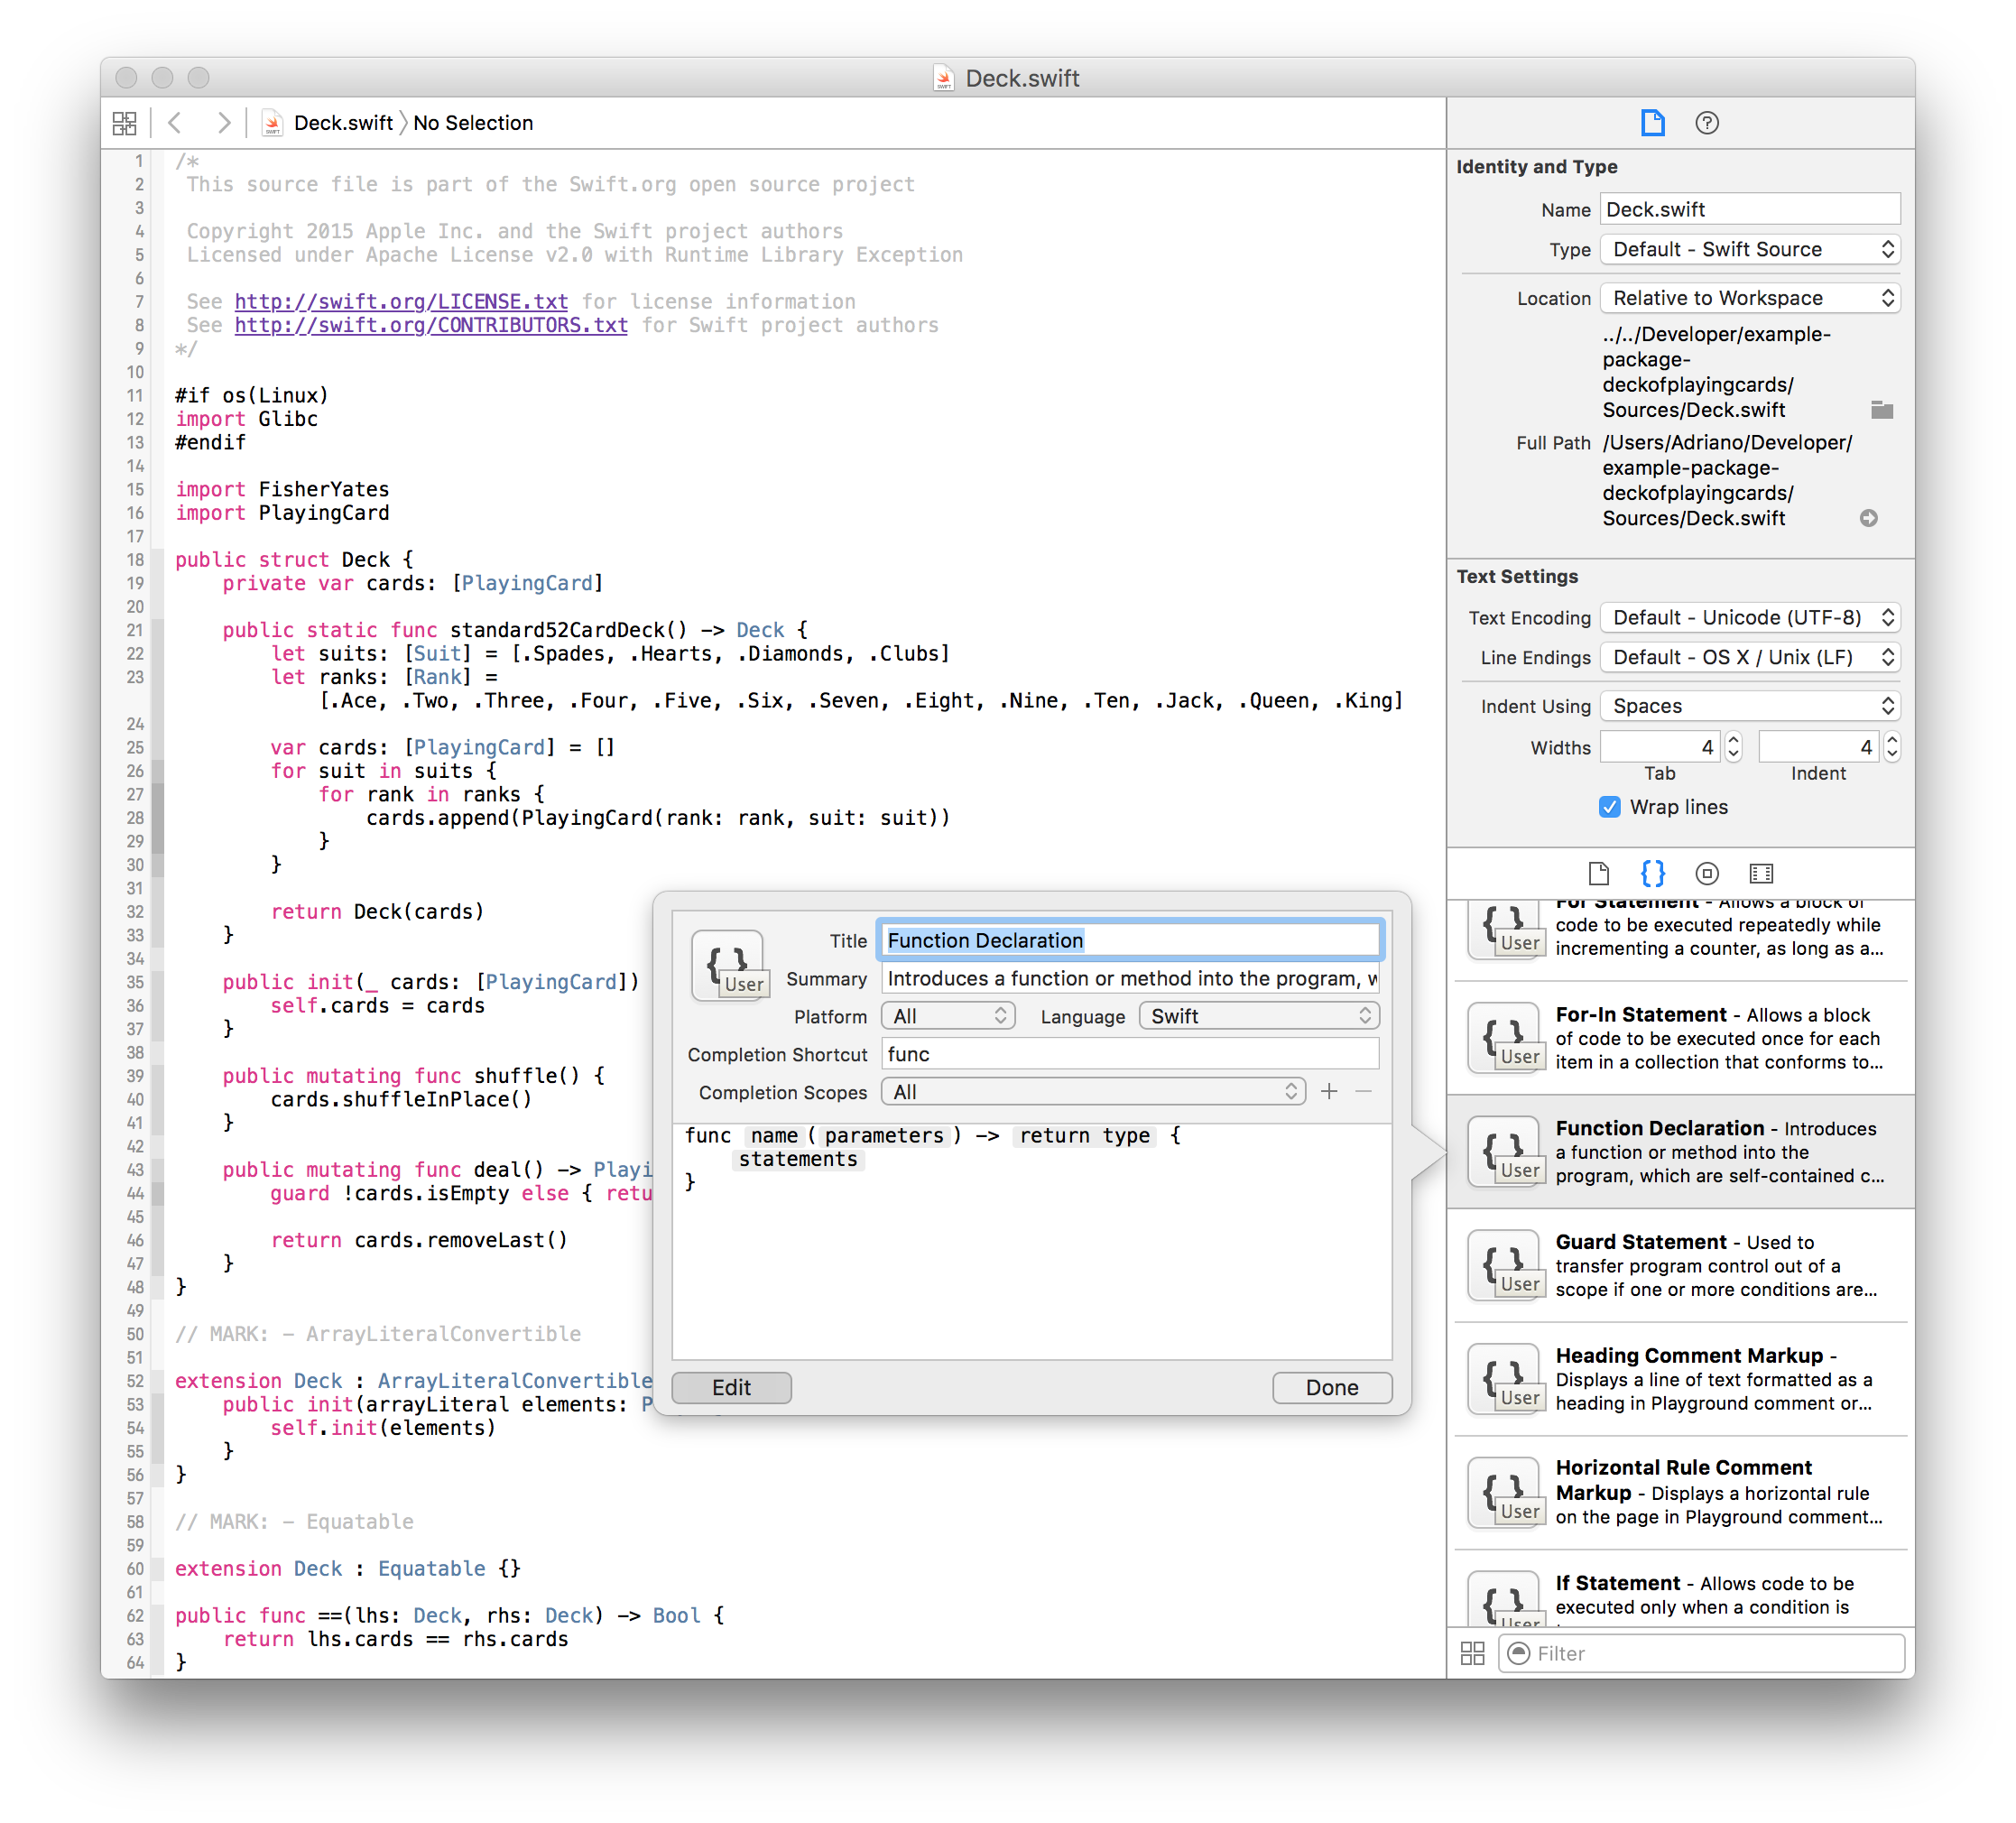 Deck.swift
Deck.swift 〉No Selection
1 /*
2 This source file is part of the Swift.org open source project
3
4 Copyright 2015 Apple Inc. and the Swift project authors
5 Licensed under Apache License v2.0 with Runtime Library Exception
6
7 See http://swift.org/LICENSE.txt for license information
8 See http://swift.org/CONTRIBUTORS.txt for Swift project authors
9 */
10
11 #if os(Linux)
12 import Glibc
13 #endif
14
15 import FisherYates
16 import PlayingCard
17
18 public struct Deck {
19     private var cards: [PlayingCard]
20
21     public static func standard52CardDeck() -> Deck {
22         let suits: [Suit] = [.Spades, .Hearts, .Diamonds, .Clubs]
23         let ranks: [Rank] =
            [.Ace, .Two, .Three, .Four, .Five, .Six, .Seven, .Eight, .Nine, .Ten, .Jack, .Queen, .King]
24
25         var cards: [PlayingCard] = []
26         for suit in suits {
27             for rank in ranks {
28                 cards.append(PlayingCard(rank: rank, suit: suit))
29             }
30         }
31
32         return Deck(cards)
33     }
34
35     public init(_ cards: [PlayingCard])
36         self.cards = cards
37     }
38
39     public mutating func shuffle() {
40         cards.shuffleInPlace()
41     }
42
43     public mutating func deal() -> Playi
44         guard !cards.isEmpty else { retu
45
46         return cards.removeLast()
47     }
48 }
49
50 // MARK: - ArrayLiteralConvertible
51
52 extension Deck : ArrayLiteralConvertible
53     public init(arrayLiteral elements: P
54         self.init(elements)
55     }
56 }
57
58 // MARK: - Equatable
59
60 extension Deck : Equatable {}
61
62 public func ==(lhs: Deck, rhs: Deck) -> Bool {
63     return lhs.cards == rhs.cards
64 }
User
Title Function Declaration
Summary Introduces a function or method into the program, w
Platform All Language Swift
Completion Shortcut func
Completion Scopes All + −
func name(parameters) -> return type {
    statements
}
Edit Done
Identity and Type
Name Deck.swift
Type Default - Swift Source
Location Relative to Workspace
../../Developer/example-
package-
deckofplayingcards/
Sources/Deck.swift
Full Path /Users/Adriano/Developer/
example-package-
deckofplayingcards/
Sources/Deck.swift
Text Settings
Text Encoding Default - Unicode (UTF-8)
Line Endings Default - OS X / Unix (LF)
Indent Using Spaces
Widths 4 4
Tab Indent
Wrap lines
{} User
For Statement - Allows a block of
code to be executed repeatedly while
incrementing a counter, as long as a...
{} User
For-In Statement - Allows a block
of code to be executed once for each
item in a collection that conforms to...
{} User
Function Declaration - Introduces
a function or method into the
program, which are self-contained c...
{} User
Guard Statement - Used to
transfer program control out of a
scope if one or more conditions are...
{} User
Heading Comment Markup -
Displays a line of text formatted as a
heading in Playground comment or...
{} User
Horizontal Rule Comment
Markup - Displays a horizontal rule
on the page in Playground comment...
{} User
If Statement - Allows code to be
executed only when a condition is
Filter